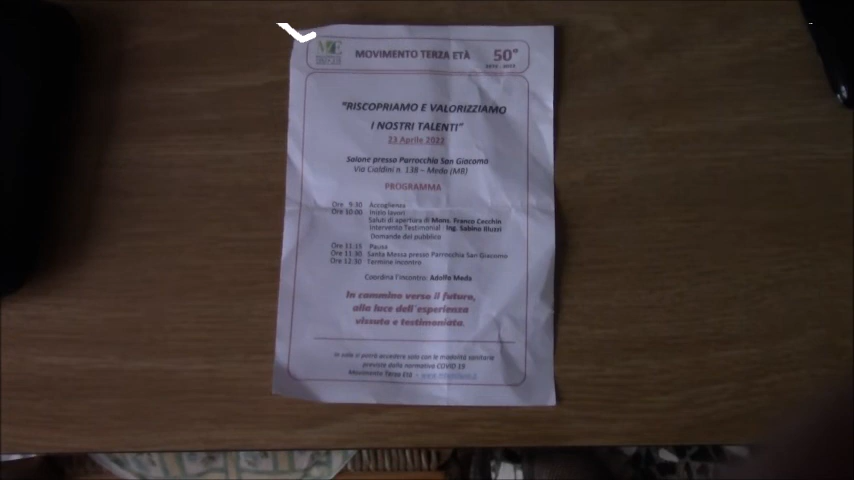 MOVIMENTO TERZA ETÀ
50°
"RISCOPRIAMO E VALORIZZIAMO
I NOSTRI TALENTI"
23 Aprile 2022
Salone presso Parrocchia San Giacomo
Via Cialdini n. 138 – Meda (MB)
PROGRAMMA
Ore 9:30 Accoglienza
Ore 10:00 Inizio lavori
Saluti di apertura di Mons. Franco Cecchin
Intervento Testimonial : Ing. Sabino Illuzzi
Domande dal pubblico
Ore 11:15 Pausa
Ore 11:30 Santa Messa presso Parrocchia San Giacomo
Ore 12:30 Termine incontro
Coordina l'incontro: Adolfo Meda
In cammino verso il futuro,
alla luce dell'esperienza
vissuta e testimoniata.
In sala si potrà accedere solo con le modalità sanitarie
previste dalla normativa COVID 19
Movimento Terza Età -